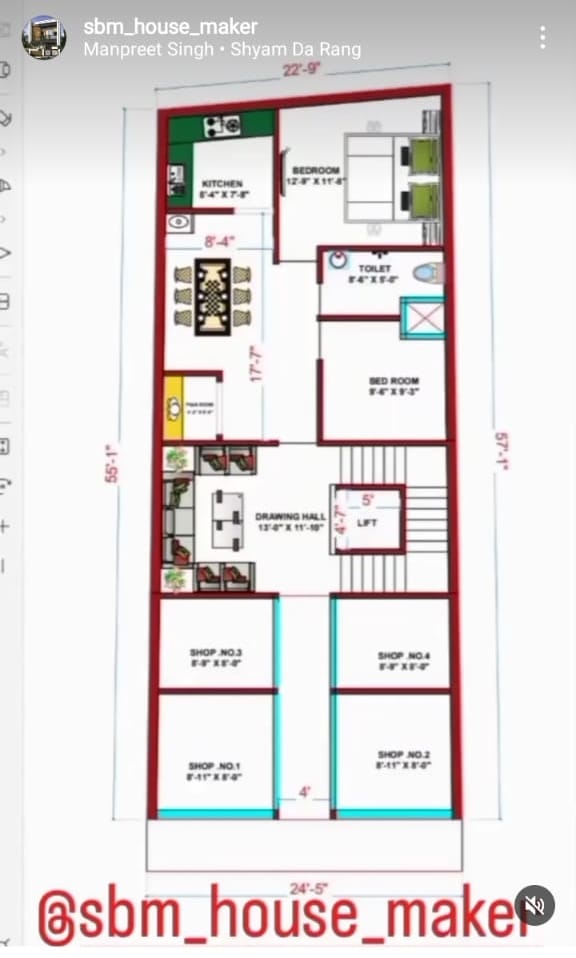 sbm_house_maker
Manpreet Singh • Shyam Da Rang
22'-9"
BEDROOM
12'-9" X 11'-8"
KITCHEN
8'-4" X 7'-9"
8'-4"
TOILET
8'-6" X 5'-0"
17'-7"
BED ROOM
9'-6" X 9'-3"
55'-1"
57'-1"
DRAWING HALL
13'-0" X 11'-10"
5'
4'-7"
LIFT
SHOP .NO.3
8'-9" X 8'-0"
SHOP .NO.4
8'-9" X 8'-0"
SHOP .NO.1
8'-11" X 8'-0"
SHOP .NO.2
8'-11" X 8'-0"
4'
24'-5"
@sbm_house_maker